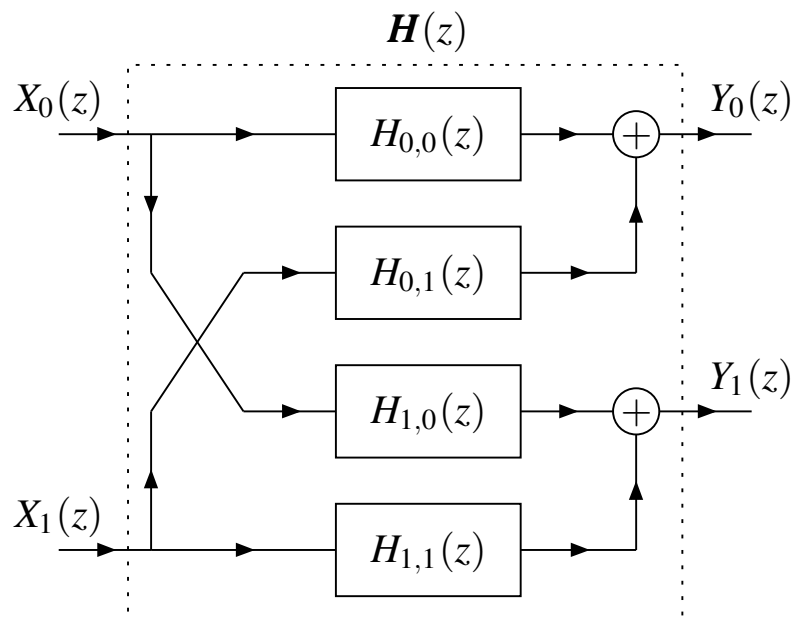 H(z)
X₀(z)
H₀,₀(z)
+
Y₀(z)
H₀,₁(z)
H₁,₀(z)
+
Y₁(z)
X₁(z)
H₁,₁(z)